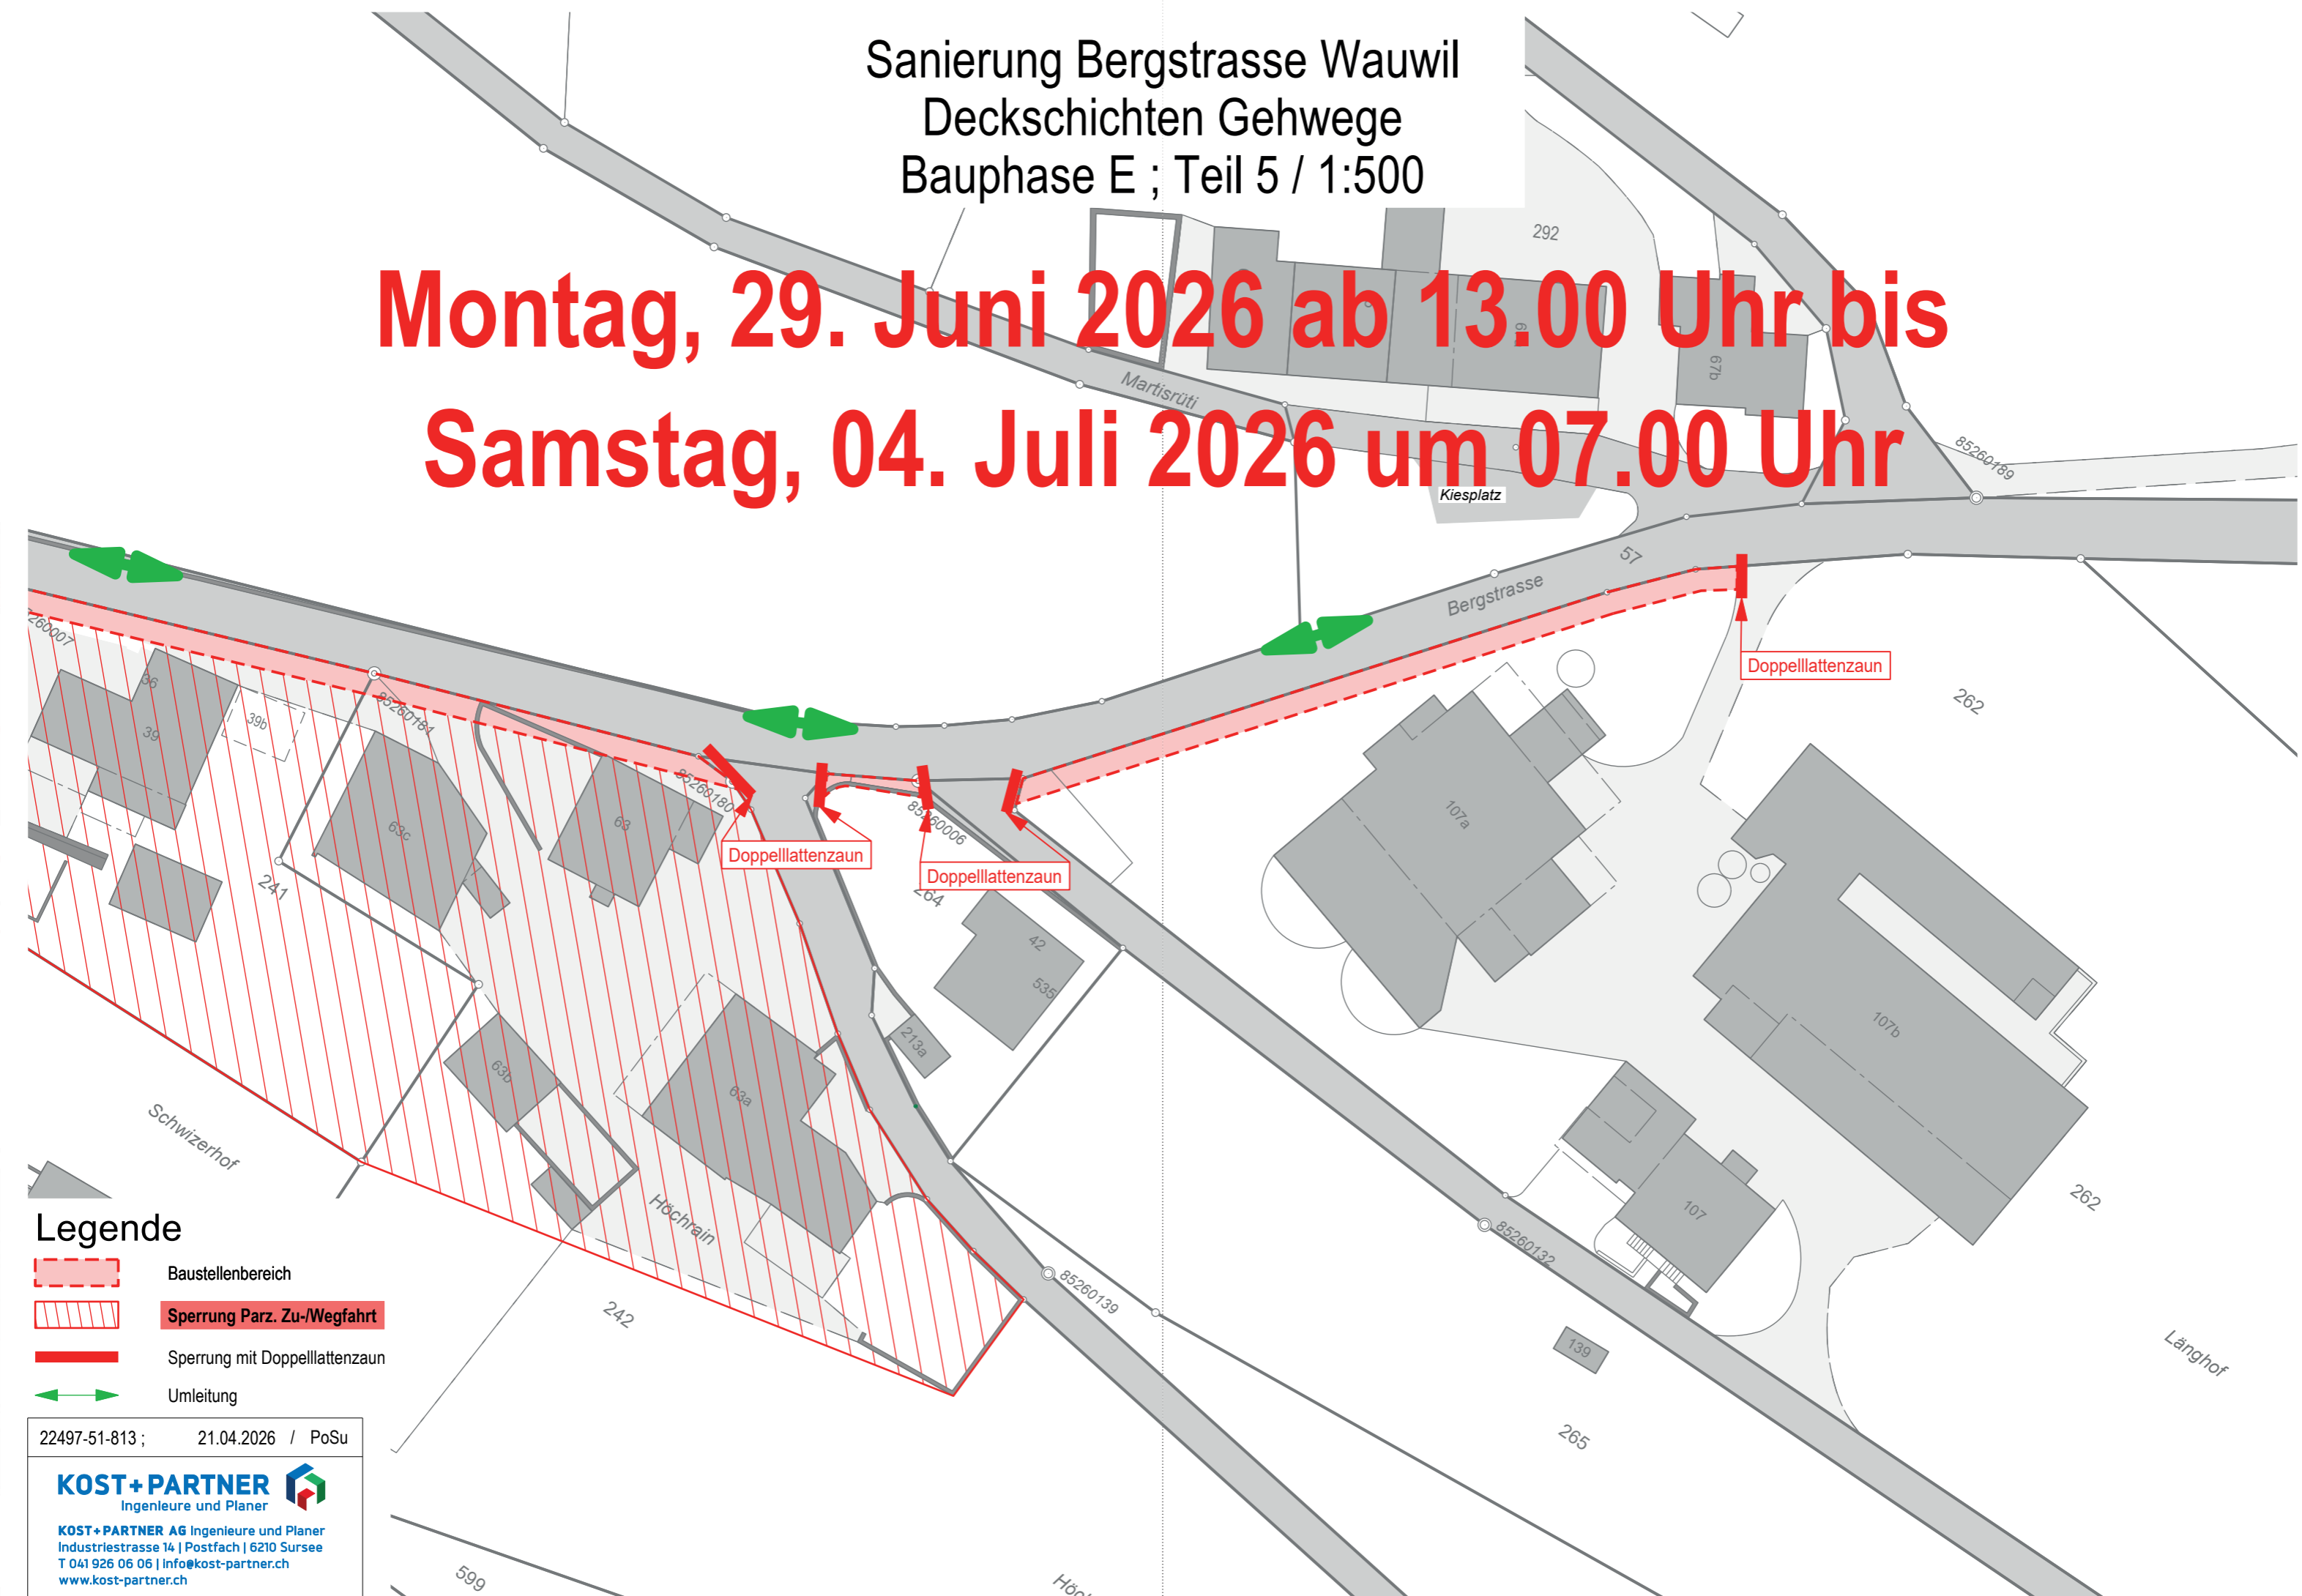 Sanierung Bergstrasse Wauwil
Deckschichten Gehwege
Bauphase E ; Teil 5 / 1:500
292
Montag, 29. Juni 2026 ab 13.00 Uhr bis
67b
Martisrüti
Samstag, 04. Juli 2026 um 07.00 Uhr
85260189
Kiesplatz
57
Bergstrasse
260007
Doppelllattenzaun
36
262
85260181
39b
39
85260180
85260006
63c
63
107a
Doppelllattenzaun
Doppelllattenzaun
241
264
42
535
107b
213a
63b
63a
Schwizerhof
262
Höchrain
107
85260132
Legende
Baustellenbereich
Sperrung Parz. Zu-/Wegfahrt
Sperrung mit Doppelllattenzaun
Umleitung
85260139
242
139
Länghof
265
22497-51-813 ; 21.04.2026 / PoSu
KOST+PARTNER
Ingenieure und Planer
KOST+PARTNER AG Ingenieure und Planer
Industriestrasse 14 | Postfach | 6210 Sursee
T 041 926 06 06 | info@kost-partner.ch
www.kost-partner.ch
599